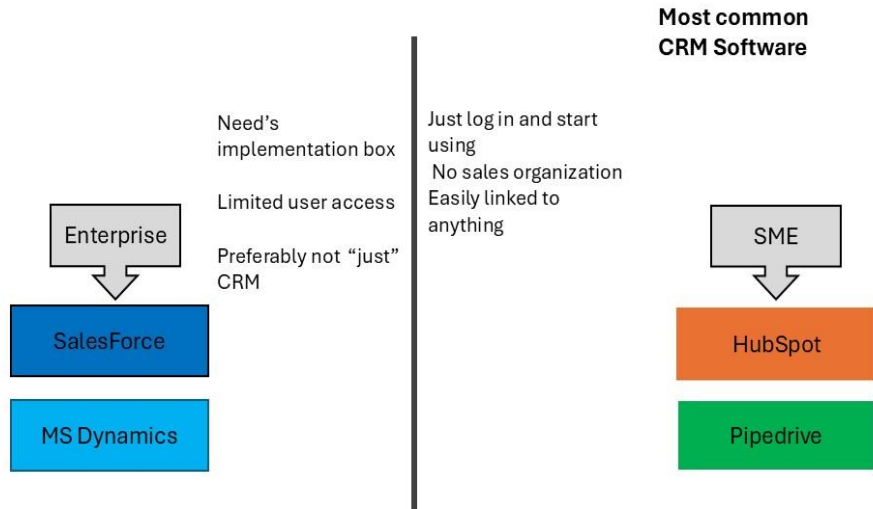 Most common
CRM Software
Need's
implementation box
Limited user access
Preferably not “just”
CRM
Just log in and start
using
No sales organization
Easily linked to
anything
Enterprise
SalesForce
MS Dynamics
SME
HubSpot
Pipedrive